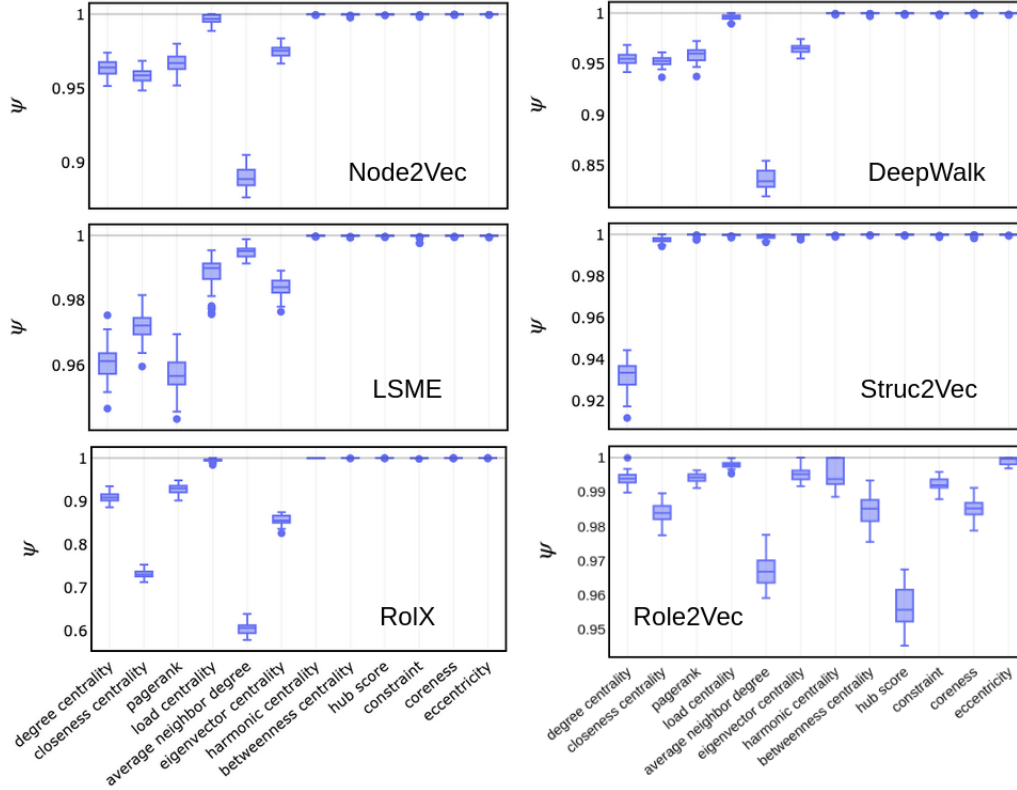 1
0.95
0.9
ψ
Node2Vec
1
0.95
0.9
0.85
ψ
DeepWalk
1
0.98
0.96
ψ
LSME
1
0.98
0.96
0.94
0.92
ψ
Struc2Vec
1
0.9
0.8
0.7
0.6
ψ
RolX
1
0.99
0.98
0.97
0.96
0.95
ψ
Role2Vec
degree centrality
closeness centrality
pagerank
load centrality
average neighbor degree
eigenvector centrality
harmonic centrality
betweenness centrality
hub score
constraint
coreness
eccentricity
degree centrality
closeness centrality
pagerank
load centrality
average neighbor degree
eigenvector centrality
harmonic centrality
betweenness centrality
hub score
constraint
coreness
eccentricity